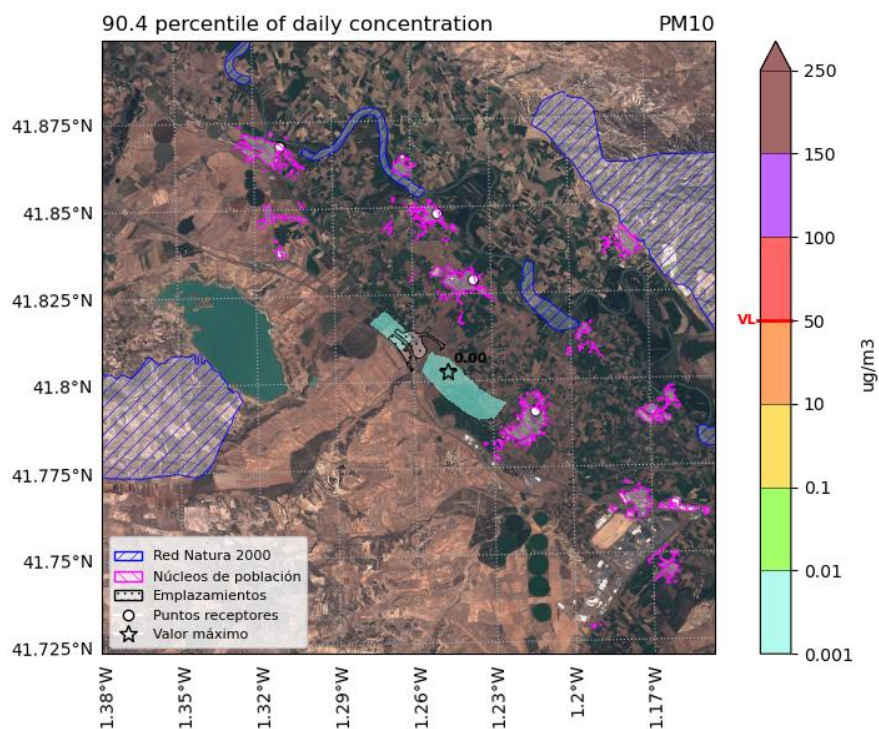 90.4 percentile of daily concentration PM10
41.875°N
41.85°N
41.825°N
41.8°N
41.775°N
41.75°N
41.725°N
0.00
Red Natura 2000
Núcleos de población
Emplazamientos
Puntos receptores
Valor máximo
1.38°W 1.35°W 1.32°W 1.29°W 1.26°W 1.23°W 1.2°W 1.17°W
250
150
100
VL 50
10
0.1
0.01
0.001
ug/m3